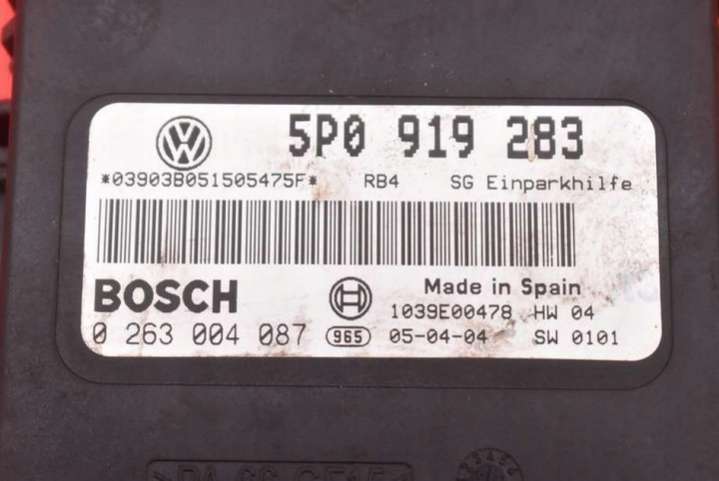 5P0 919 283
*03903B051505475F* RB4 SG Einparkhilfe
BOSCH Made in Spain
1039E00478 HW 04
0 263 004 087 965 05-04-04 SW 0101